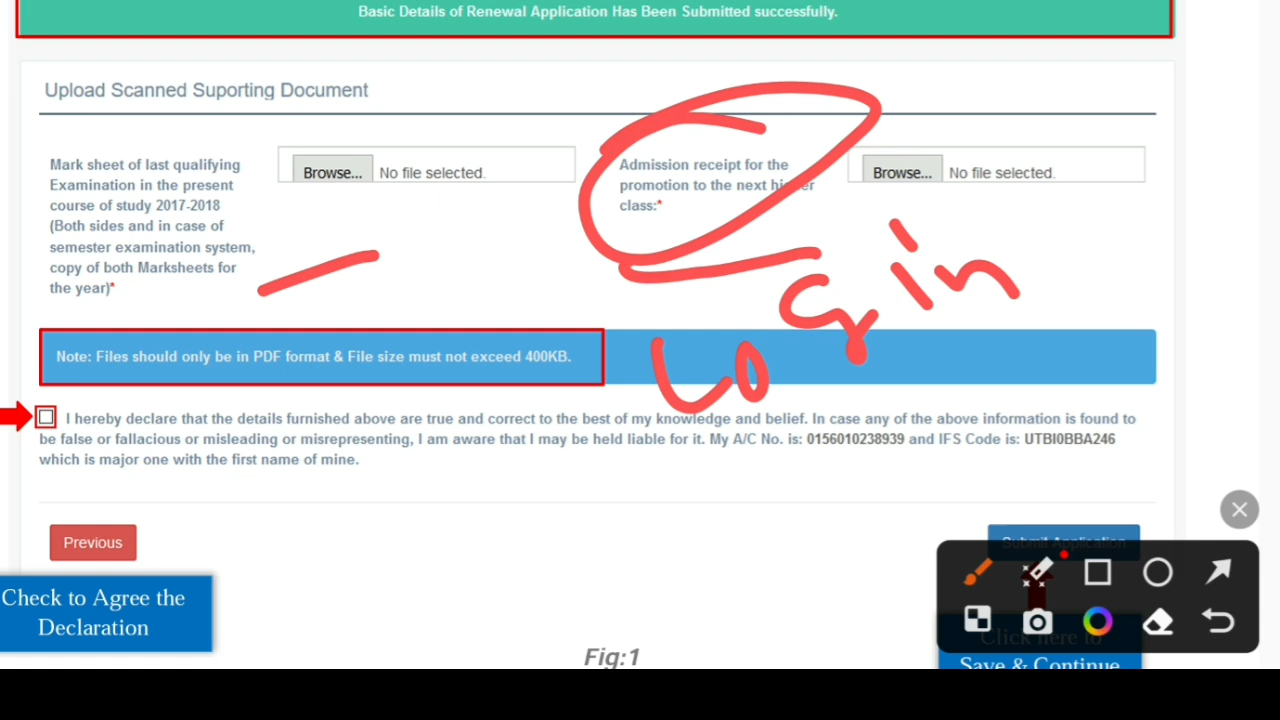 Basic Details of Renewal Application Has Been Submitted successfully.
Upload Scanned Suporting Document
Mark sheet of last qualifying
Examination in the present
course of study 2017-2018
(Both sides and in case of
semester examination system,
copy of both Marksheets for
the year)*
Browse... No file selected.
Admission receipt for the
promotion to the next higher
class:*
Browse... No file selected.
Login
Note: Files should only be in PDF format & File size must not exceed 400KB.
I hereby declare that the details furnished above are true and correct to the best of my knowledge and belief. In case any of the above information is found to
be false or fallacious or misleading or misrepresenting, I am aware that I may be held liable for it. My A/C No. is: 0156010238939 and IFS Code is: UTBI0BBA246
which is major one with the first name of mine.
Previous
Submit Application
Check to Agree the
Declaration
Click here to
Save & Continue
Fig:1